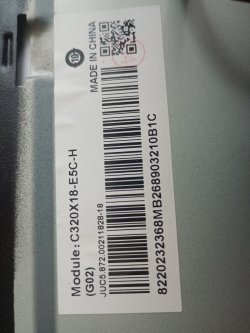 MADE IN CHINA
Module: C320X18-E5C-H
(G02)
JUC5.872.00211828-18
8220232368MB268903210B1C